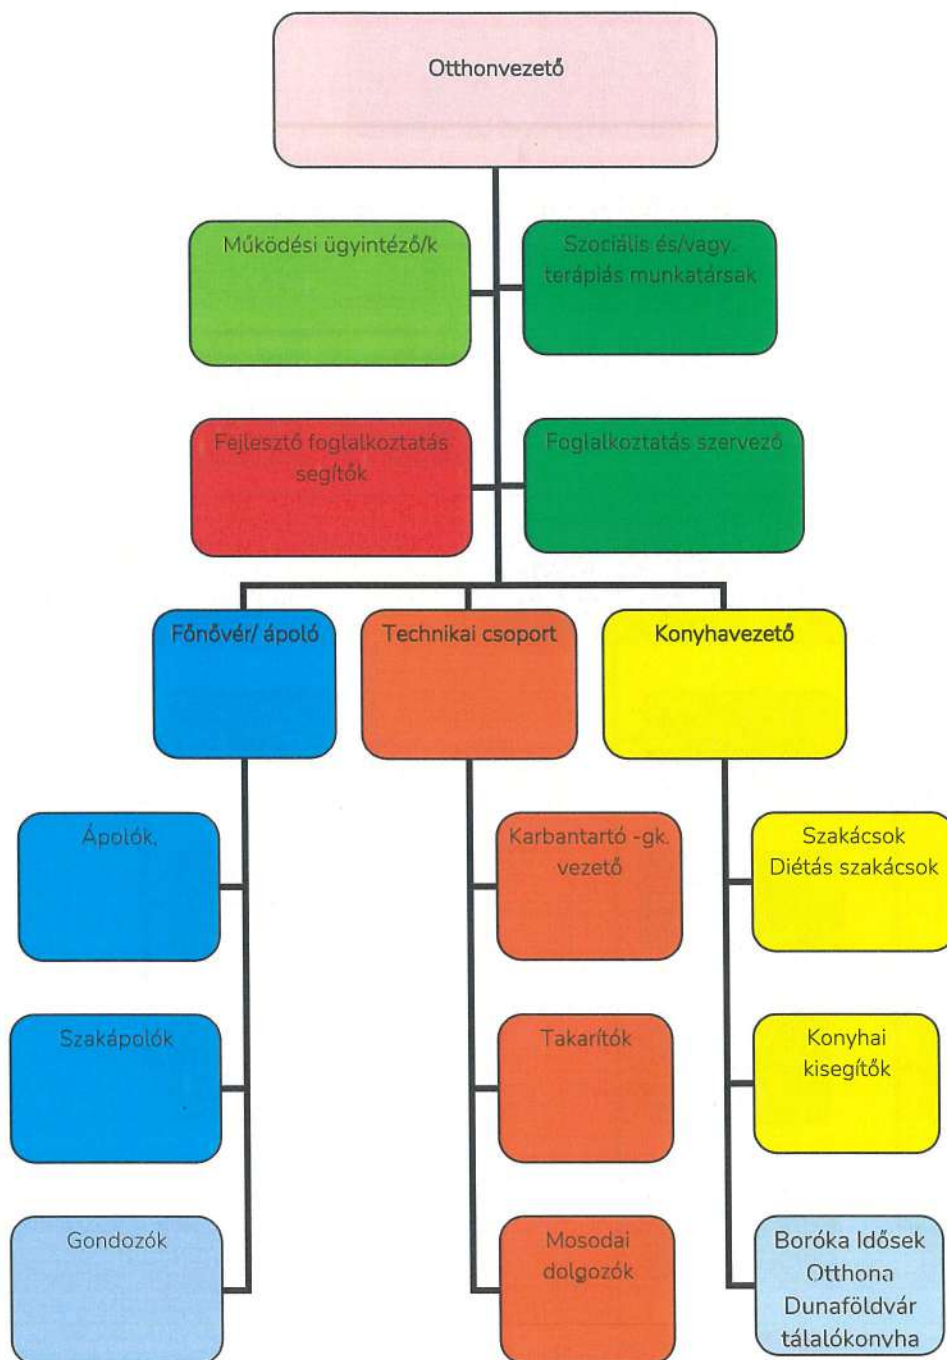 Otthonvezető
Működési ügyintéző/k
Szociális és/vagy.
terápiás munkatársak
Fejlesztő foglalkoztatás
segítők
Foglalkoztatás szervező
Főnővér/ ápoló
Technikai csoport
Konyhavezető
Ápolók,
Karbantartó -gk.
vezető
Szakácsok
Diétás szakácsok
Szakápolók
Takarítók
Konyhai
kisegítők
Gondozók
Mosodai
dolgozók
Boróka Idősek
Otthona
Dunaföldvár
tálalókonyha